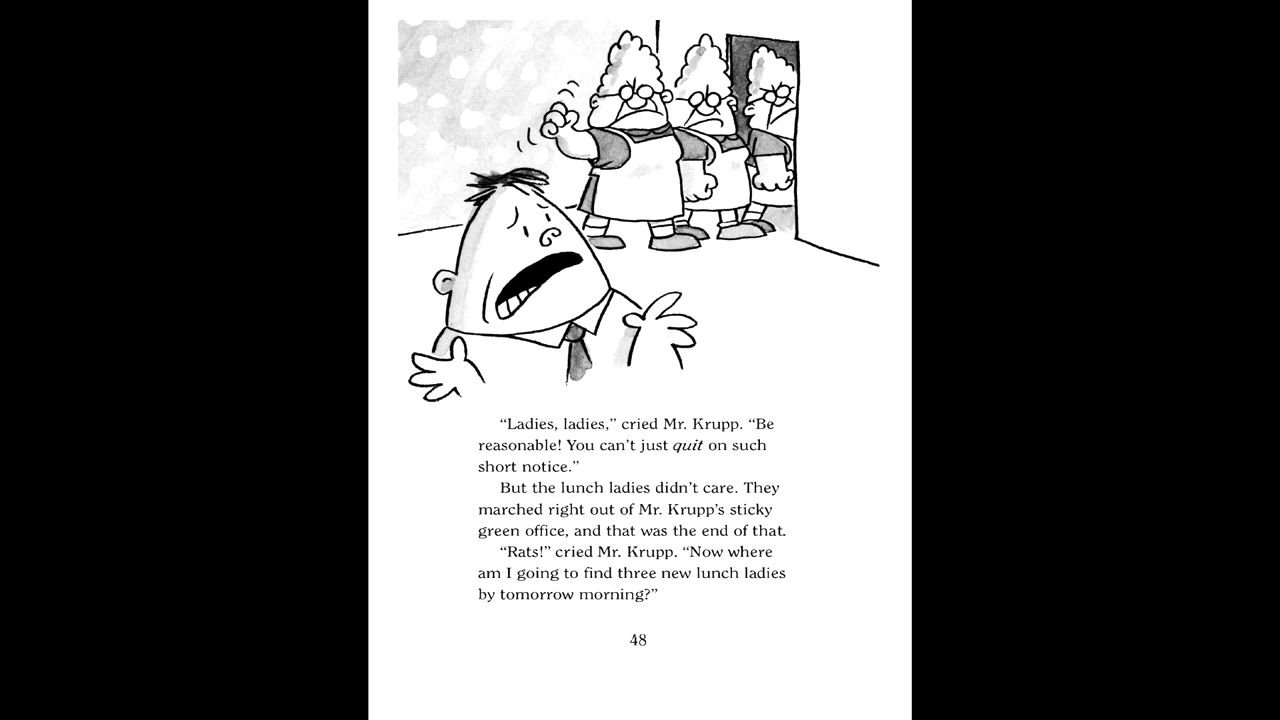 “Ladies, ladies,” cried Mr. Krupp. “Be
reasonable! You can’t just quit on such
short notice.”
But the lunch ladies didn’t care. They
marched right out of Mr. Krupp’s sticky
green office, and that was the end of that.
“Rats!” cried Mr. Krupp. “Now where
am I going to find three new lunch ladies
by tomorrow morning?”
48